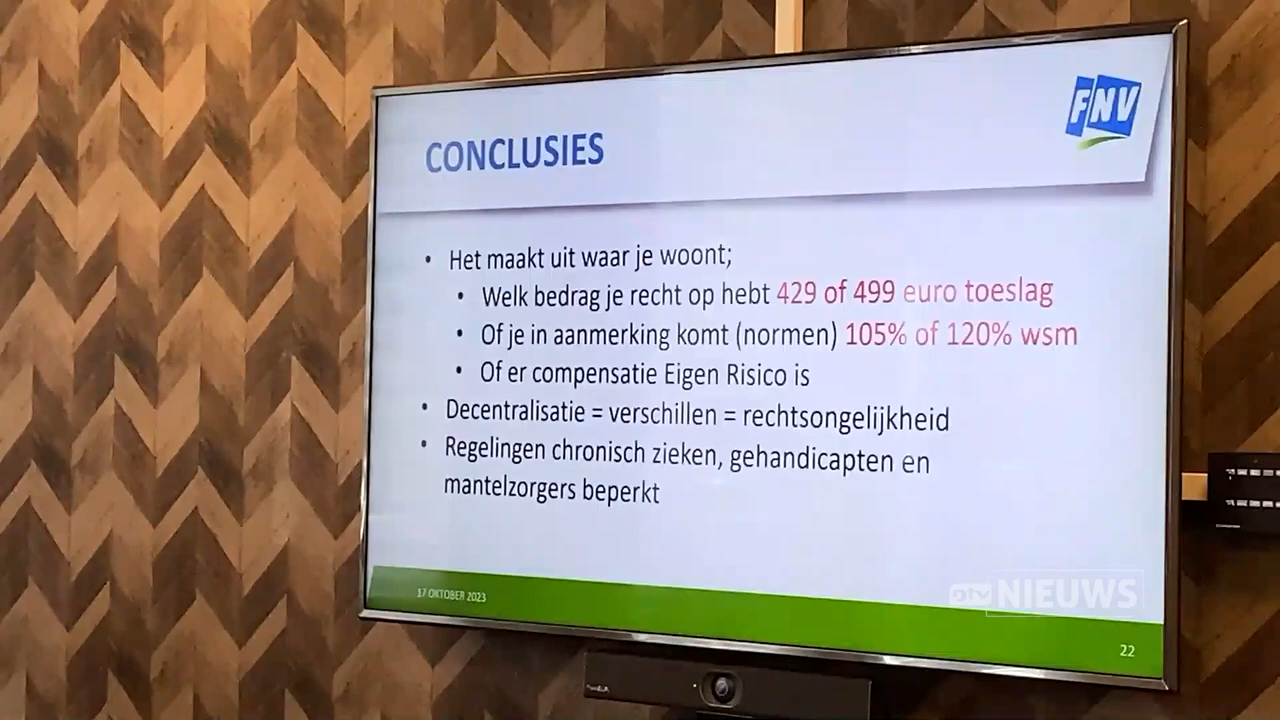 FNV
CONCLUSIES
• Het maakt uit waar je woont;
• Welk bedrag je recht op hebt 429 of 499 euro toeslag
• Of je in aanmerking komt (normen) 105% of 120% wsm
• Of er compensatie Eigen Risico is
• Decentralisatie = verschillen = rechtsongelijkheid
• Regelingen chronisch zieken, gehandicapten en
mantelzorgers beperkt
17 OKTOBER 2023
dtv NIEUWS
22